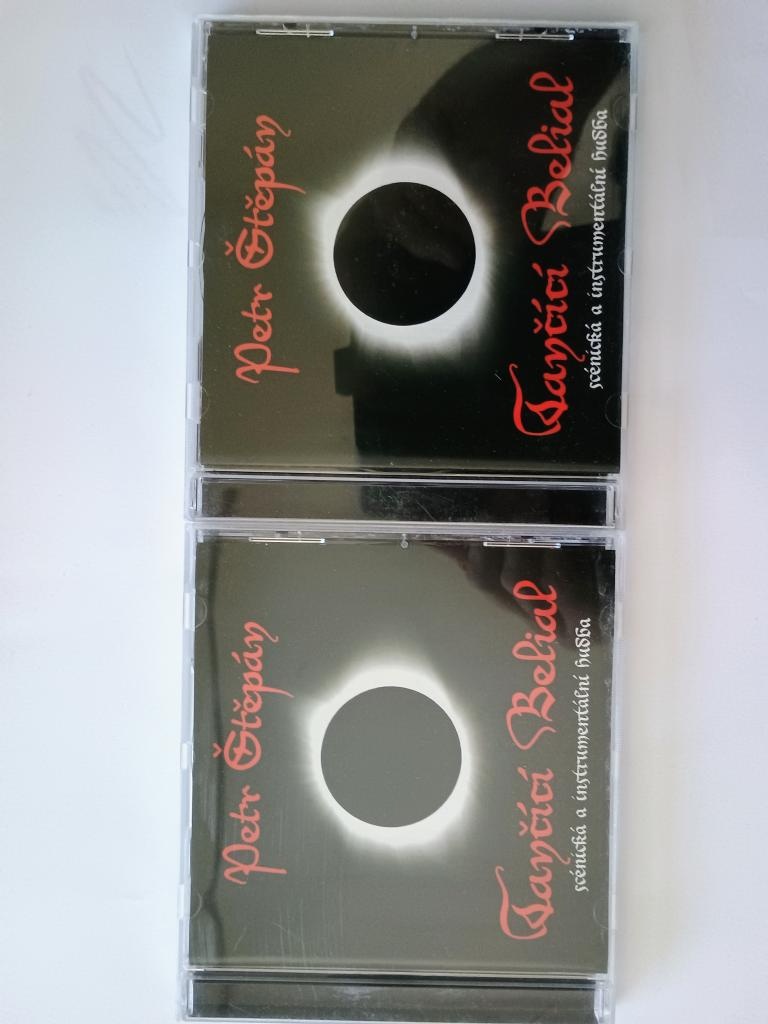 Petr Štěpán
Tančící Belial
scénická a instrumentální hudba
Petr Štěpán
Tančící Belial
scénická a instrumentální hudba